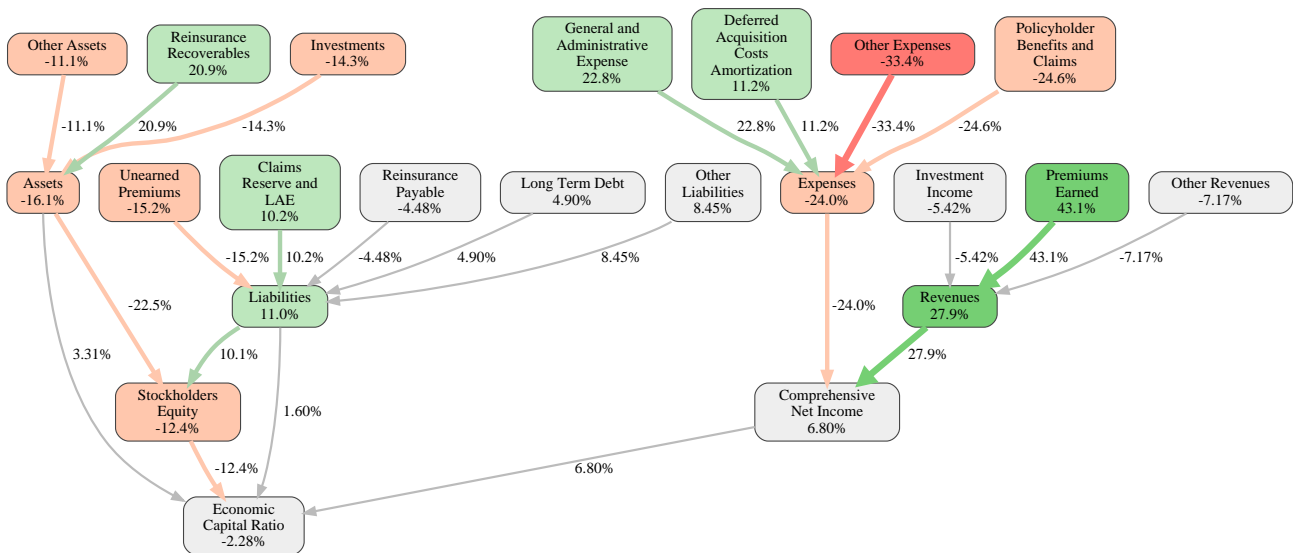 Other Assets
-11.1%
Reinsurance
Recoverables
20.9%
Investments
-14.3%
General and
Administrative
Expense
22.8%
Deferred
Acquisition
Costs
Amortization
11.2%
Other Expenses
-33.4%
Policyholder
Benefits and
Claims
-24.6%
-11.1%
20.9%
-14.3%
22.8%
11.2%
-33.4%
-24.6%
Assets
-16.1%
Unearned
Premiums
-15.2%
Claims
Reserve and
LAE
10.2%
Reinsurance
Payable
-4.48%
Long Term Debt
4.90%
Other
Liabilities
8.45%
Expenses
-24.0%
Investment
Income
-5.42%
Premiums
Earned
43.1%
Other Revenues
-7.17%
-15.2%
10.2%
-4.48%
4.90%
8.45%
-5.42%
43.1%
-7.17%
-22.5%
Liabilities
11.0%
-24.0%
Revenues
27.9%
3.31%
10.1%
27.9%
Stockholders
Equity
-12.4%
1.60%
Comprehensive
Net Income
6.80%
-12.4%
6.80%
Economic
Capital Ratio
-2.28%